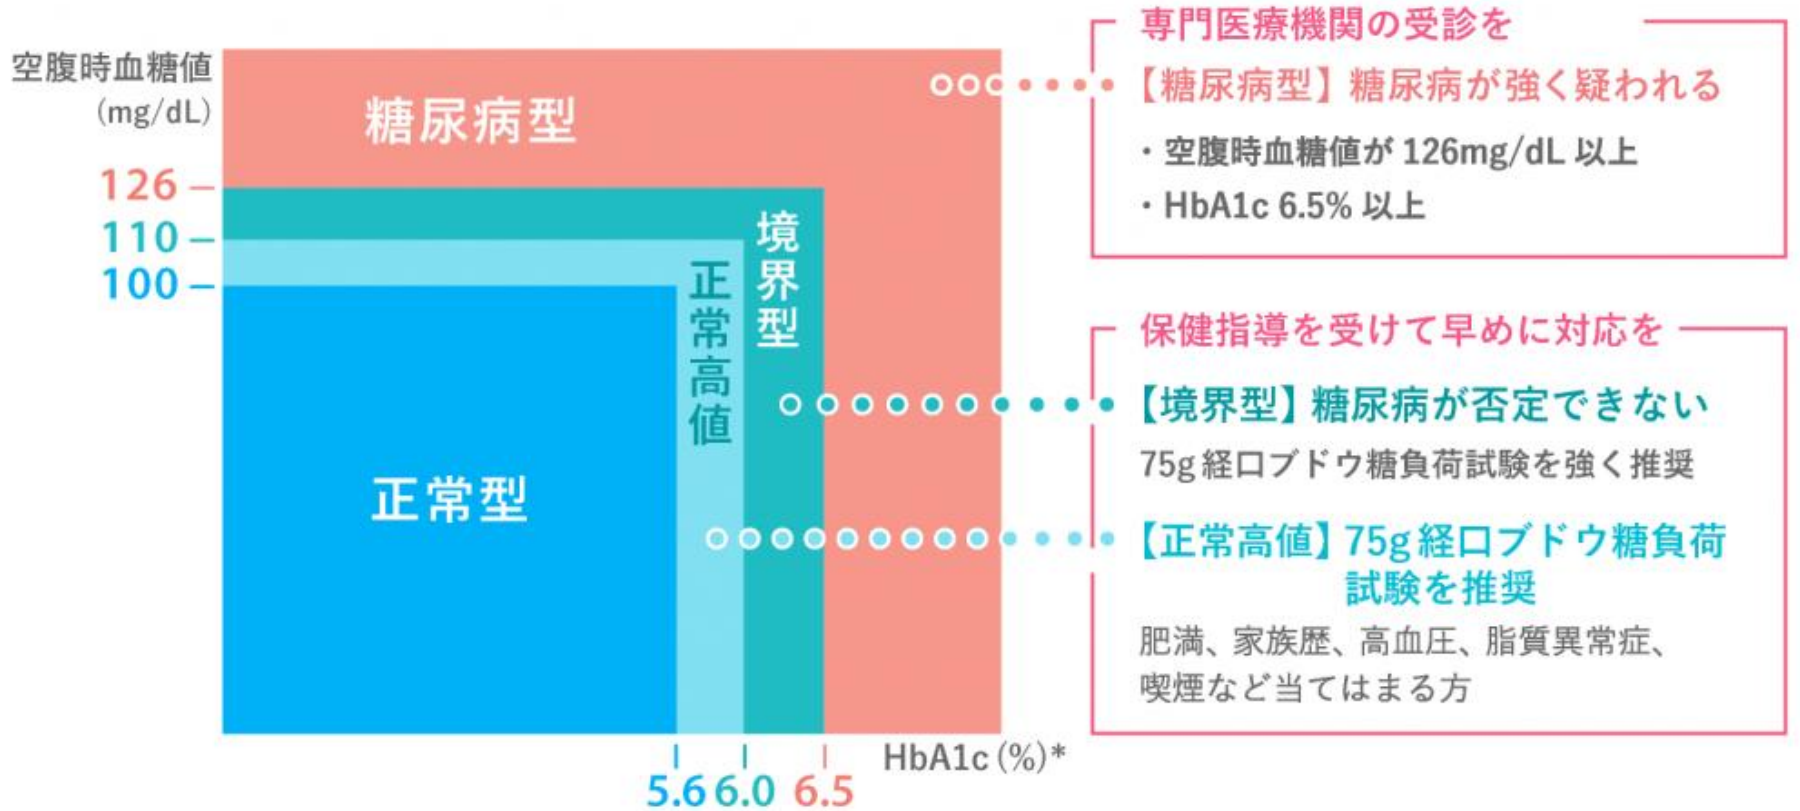 空腹時血糖値
(mg/dL)
126
110
100
糖尿病型
境界型
正常高値
正常型
5.6
6.0
6.5
HbA1c (%)*
専門医療機関の受診を
【糖尿病型】糖尿病が強く疑われる
・空腹時血糖値が 126mg/dL 以上
・HbA1c 6.5% 以上
保健指導を受けて早めに対応を
【境界型】糖尿病が否定できない
75g経口ブドウ糖負荷試験を強く推奨
【正常高値】75g経口ブドウ糖負荷
試験を推奨
肥満、家族歴、高血圧、脂質異常症、
喫煙など当てはまる方